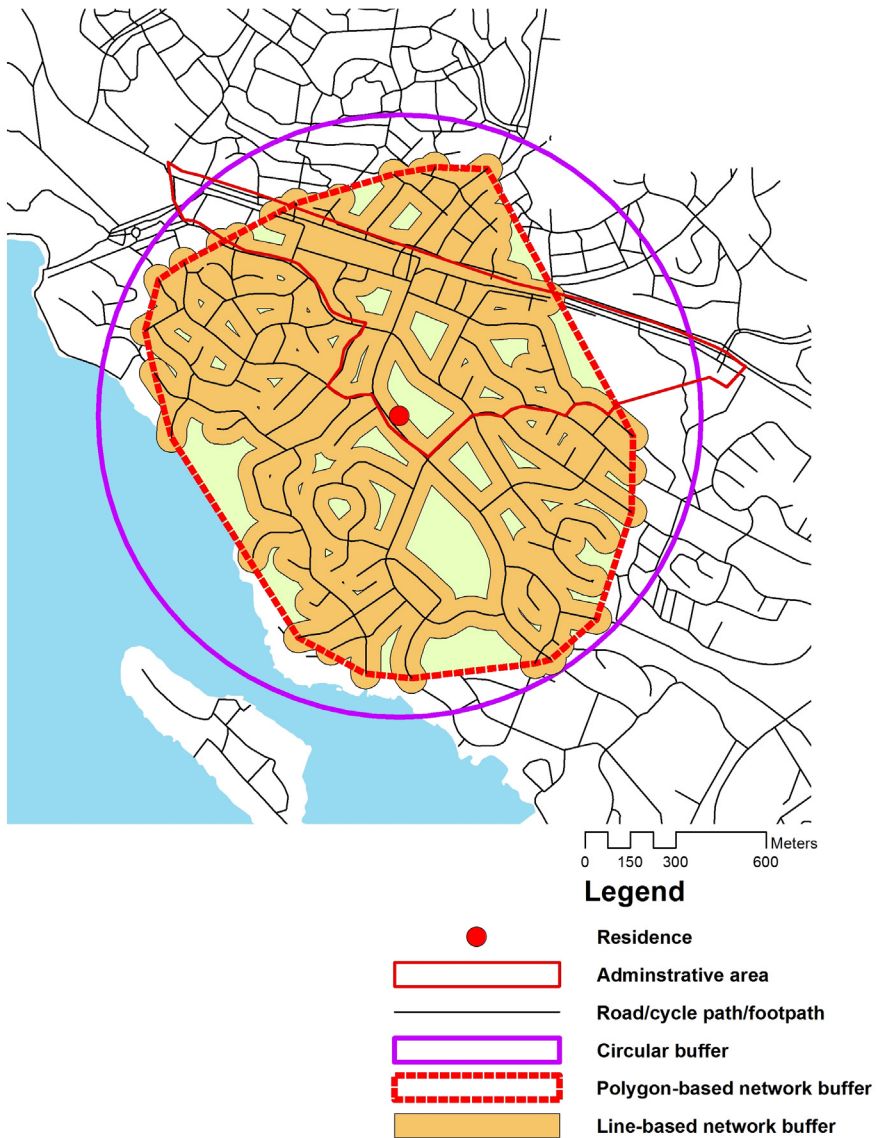 Meters
0 150 300 600
Legend
Residence
Adminstrative area
Road/cycle path/footpath
Circular buffer
Polygon-based network buffer
Line-based network buffer